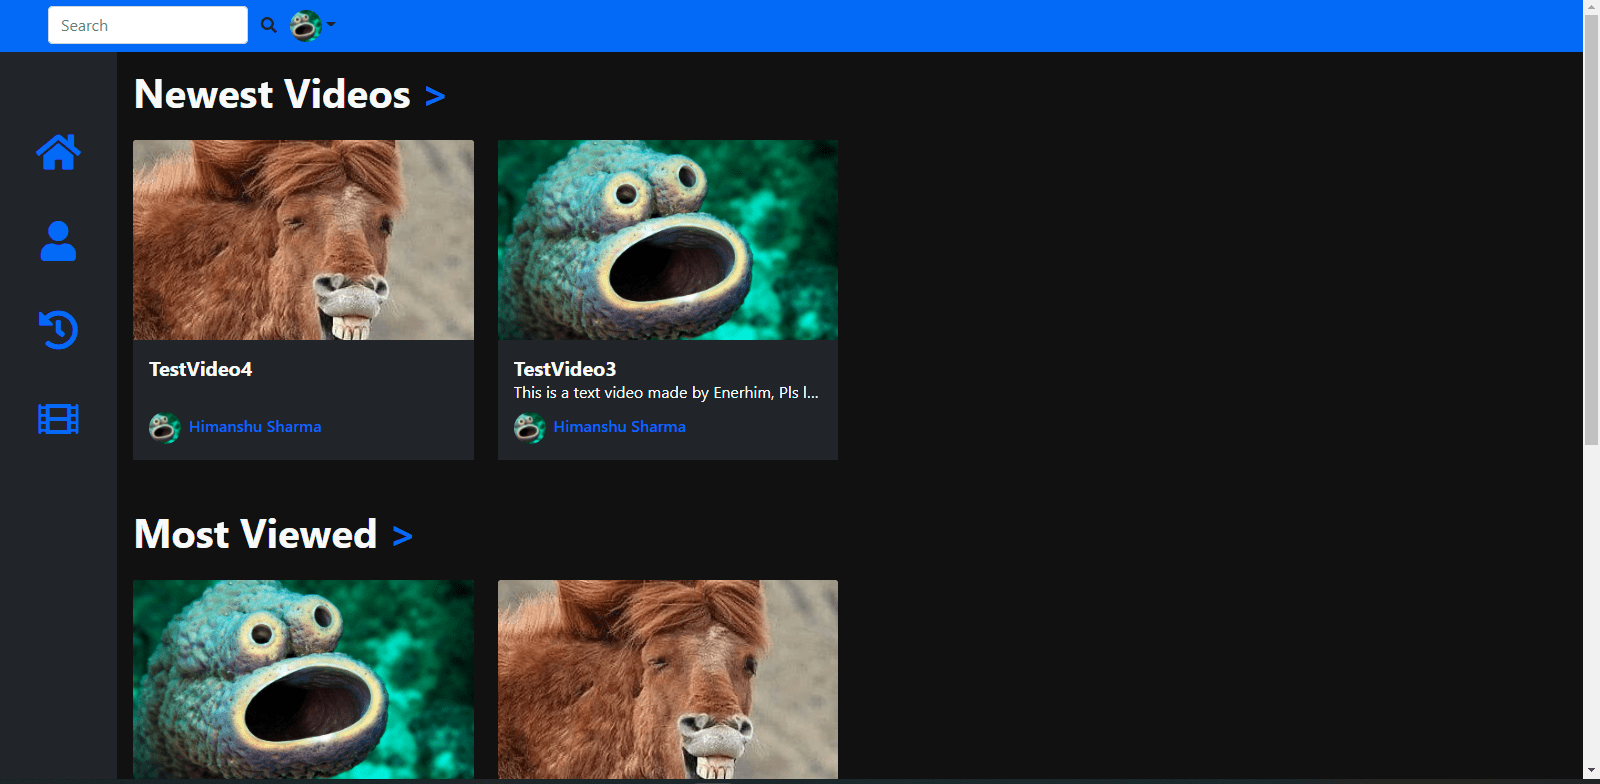 Search
Newest Videos >
TestVideo4
Himanshu Sharma
TestVideo3
This is a text video made by Enerhim, Pls l...
Himanshu Sharma
Most Viewed >